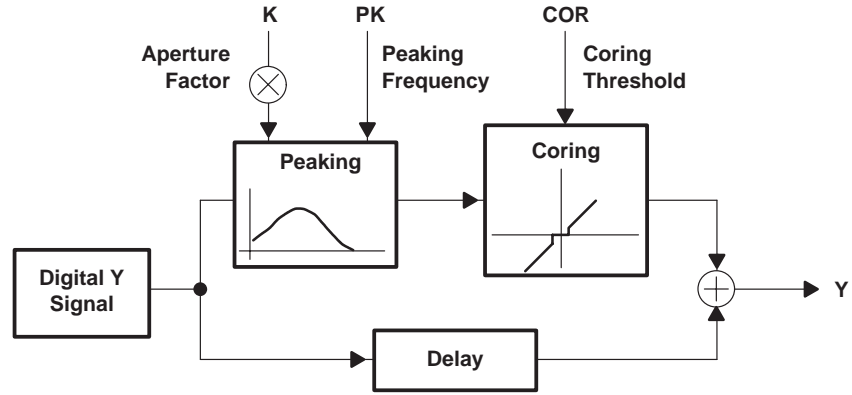 K
PK
COR
Aperture
Factor
Peaking
Frequency
Coring
Threshold
Peaking
Coring
Digital Y
Signal
Y
Delay